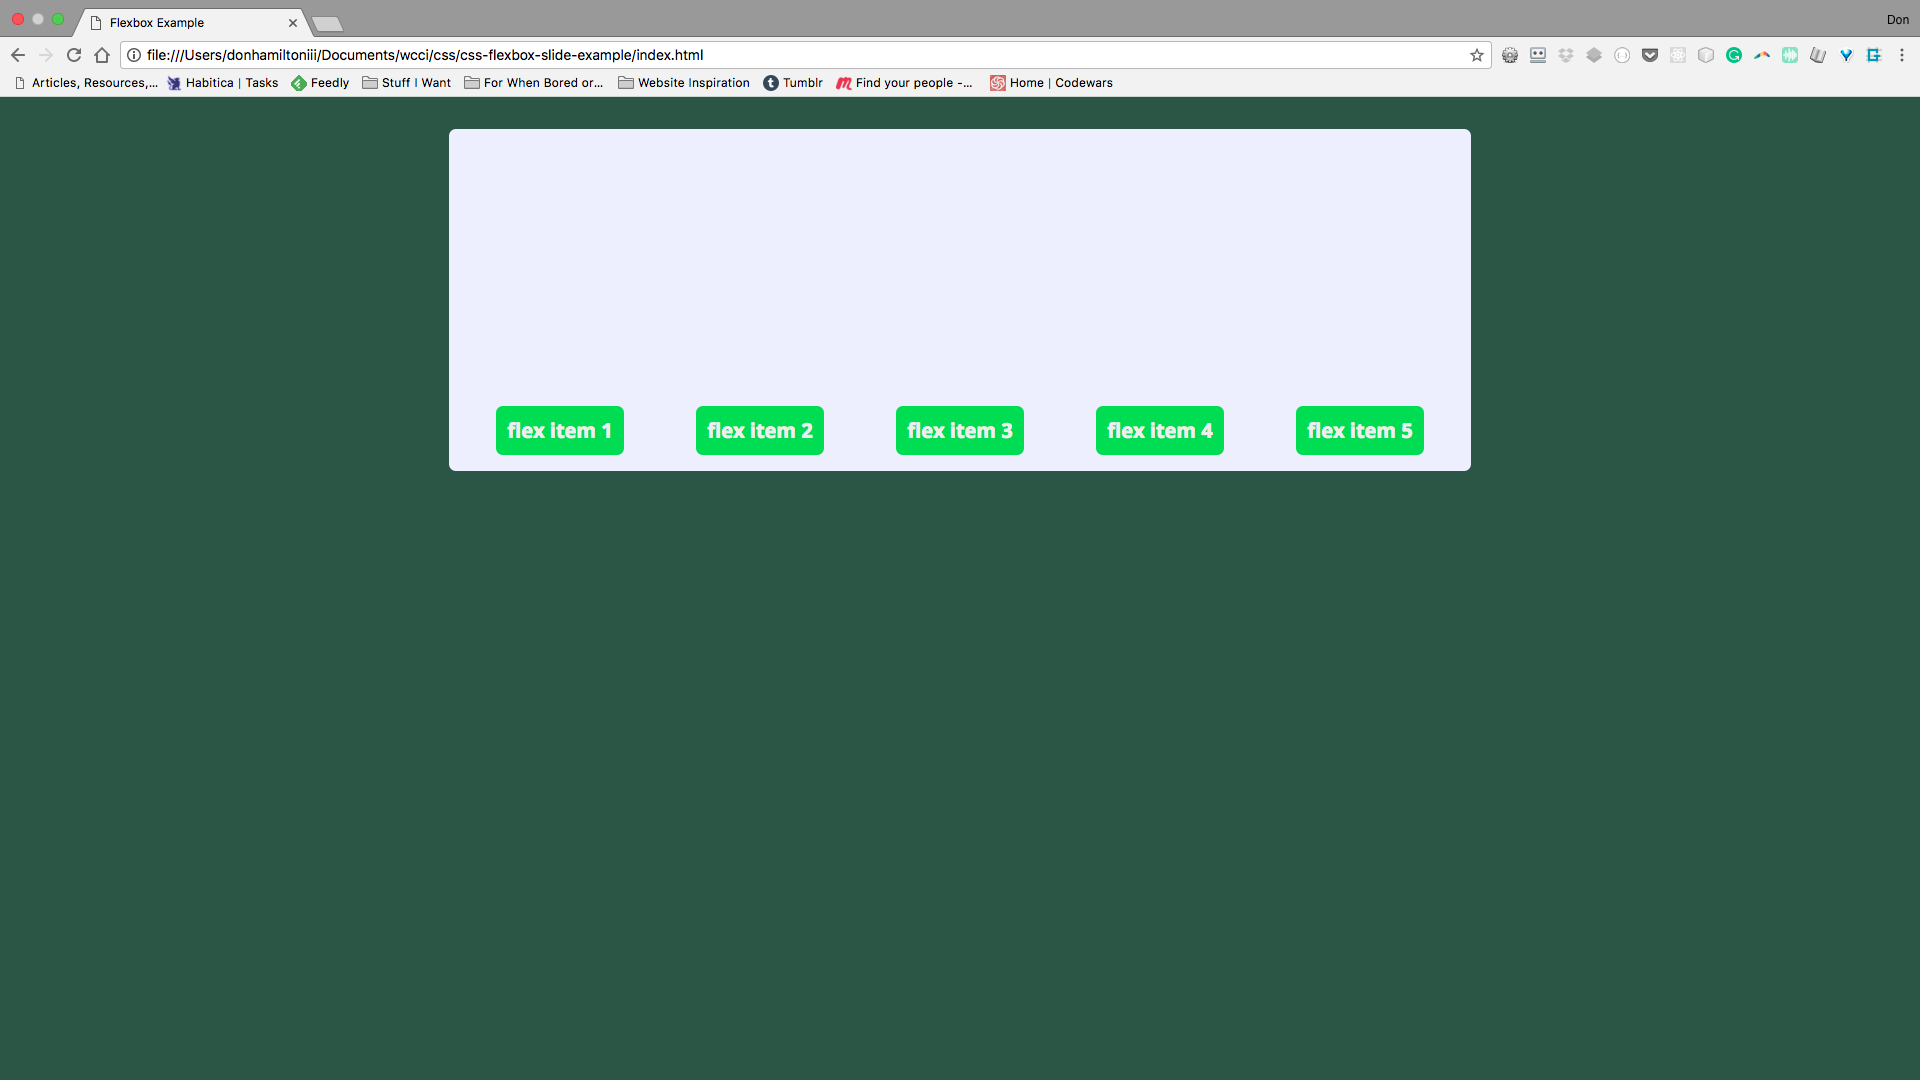 Flexbox Example
Don
file:///Users/donhamiltoniii/Documents/wcci/css/css-flexbox-slide-example/index.html
Articles, Resources,... Habitica | Tasks Feedly Stuff I Want For When Bored or... Website Inspiration Tumblr Find your people -... Home | Codewars
flex item 1 flex item 2 flex item 3 flex item 4 flex item 5